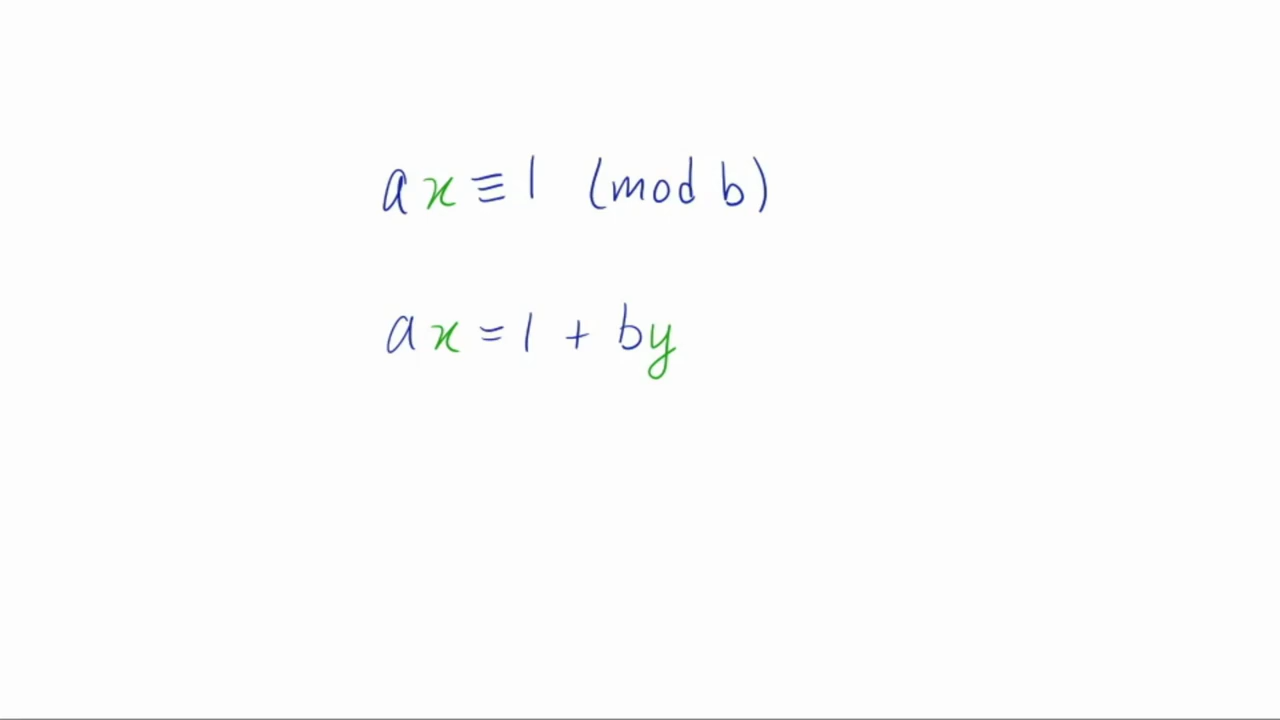 ax ≡ 1 (mod b)
ax = 1 + by